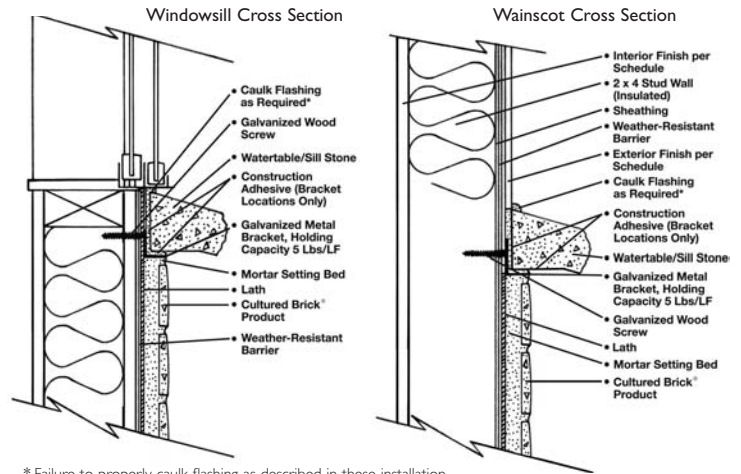 Windowsill Cross Section
• Caulk Flashing
as Required*
• Galvanized Wood
Screw
• Watertable/Sill Stone
• Construction
Adhesive (Bracket
Locations Only)
• Galvanized Metal
Bracket, Holding
Capacity 5 Lbs/LF
• Mortar Setting Bed
• Lath
• Cultured Brick®
Product
• Weather-Resistant
Barrier
Wainscot Cross Section
• Interior Finish per
Schedule
• 2 x 4 Stud Wall
(Insulated)
• Sheathing
• Weather-Resistant
Barrier
• Exterior Finish per
Schedule
• Caulk Flashing
as Required*
• Construction
Adhesive (Bracket
Locations Only)
• Watertable/Sill Stone
• Galvanized Metal
Bracket, Holding
Capacity 5 Lbs/LF
• Galvanized Wood
Screw
• Lath
• Mortar Setting Bed
• Cultured Brick®
Product
* Failure to properly caulk flashing as described in these installation